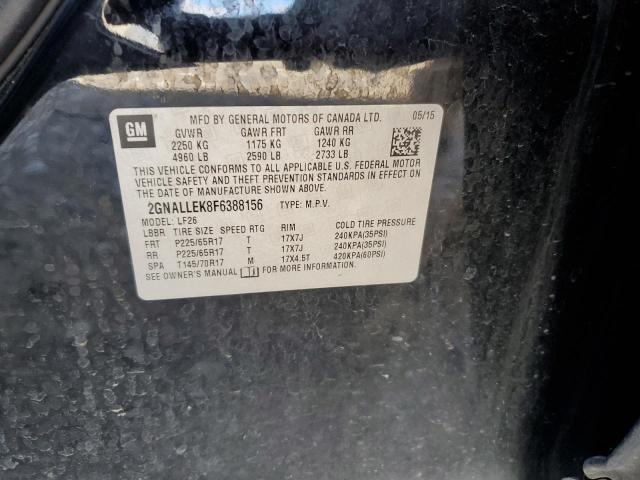 GM
MFD BY GENERAL MOTORS OF CANADA LTD. 05/15
GVWR GAWR FRT GAWR RR
2250 KG 1175 KG 1240 KG
4960 LB 2590 LB 2733 LB
THIS VEHICLE CONFORMS TO ALL APPLICABLE U.S. FEDERAL MOTOR
VEHICLE SAFETY AND THEFT PREVENTION STANDARDS IN EFFECT ON
THE DATE OF MANUFACTURE SHOWN ABOVE.
2GNALLEK8F6388156 TYPE: M.P.V.
MODEL: LF26
LBBR TIRE SIZE SPEED RTG RIM COLD TIRE PRESSURE
FRT P225/65R17 T 17X7J 240KPA(35PSI)
RR P225/65R17 T 17X7J 240KPA(35PSI)
SPA T145/70R17 M 17X4.5T 420KPA(60PSI)
SEE OWNER'S MANUAL FOR MORE INFORMATION.